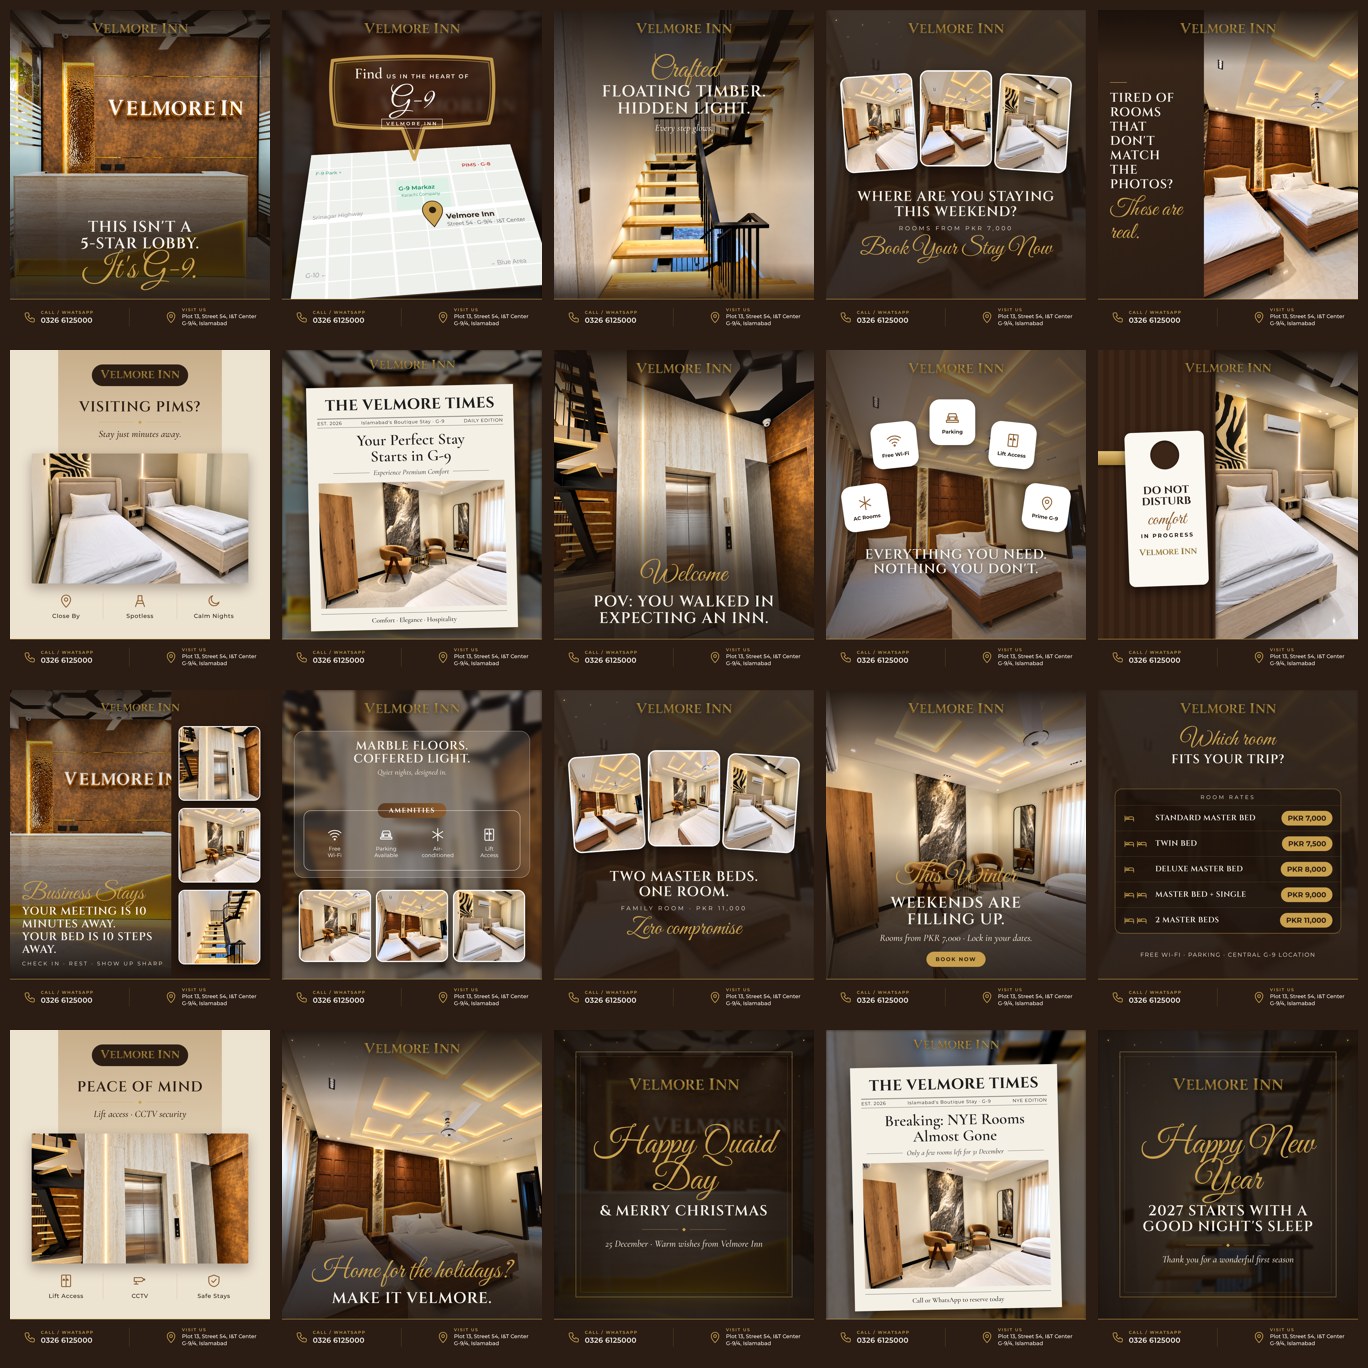 VELMORE INN
VELMORE IN
THIS ISN'T A
5-STAR LOBBY.
It's G-9.
CALL / WHATSAPP
0326 6125000
VISIT US
Plot 13, Street 54, I&T Center
G-9/4, Islamabad
VELMORE INN
Find US IN THE HEART OF
G-9
VELMORE.INN
F-9 Park
PIMS · G-8
G-9 Markaz
Srinagar Highway
Velmore Inn
Street 54 · G-9/4 · I&T Center
G-10
Blue Area
CALL / WHATSAPP
0326 6125000
VISIT US
Plot 13, Street 54, I&T Center
G-9/4, Islamabad
VELMORE INN
Crafted
FLOATING TIMBER.
HIDDEN LIGHT.
Every step glows.
CALL / WHATSAPP
0326 6125000
VISIT US
Plot 13, Street 54, I&T Center
G-9/4, Islamabad
VELMORE INN
WHERE ARE YOU STAYING
THIS WEEKEND?
ROOMS FROM PKR 7,000
Book Your Stay Now
CALL / WHATSAPP
0326 6125000
VISIT US
Plot 13, Street 54, I&T Center
G-9/4, Islamabad
VELMORE INN
TIRED OF
ROOMS
THAT
DON'T
MATCH
THE
PHOTOS?
These are
real.
CALL / WHATSAPP
0326 6125000
VISIT US
Plot 13, Street 54, I&T Center
G-9/4, Islamabad
VELMORE INN
VISITING PIMS?
Stay just minutes away.
Close By
Spotless
Calm Nights
CALL / WHATSAPP
0326 6125000
VISIT US
Plot 13, Street 54, I&T Center
G-9/4, Islamabad
VELMORE INN
THE VELMORE TIMES
EST. 2026
Islamabad's Boutique Stay · G-9
DAILY EDITION
Your Perfect Stay
Starts in G-9
Experience Premium Comfort
Comfort · Elegance · Hospitality
CALL / WHATSAPP
0326 6125000
VISIT US
Plot 13, Street 54, I&T Center
G-9/4, Islamabad
VELMORE INN
Welcome
POV: YOU WALKED IN
EXPECTING AN INN.
CALL / WHATSAPP
0326 6125000
VISIT US
Plot 13, Street 54, I&T Center
G-9/4, Islamabad
VELMORE INN
Parking
Free Wi-Fi
Lift Access
AC Rooms
Prime G-9
EVERYTHING YOU NEED.
NOTHING YOU DON'T.
CALL / WHATSAPP
0326 6125000
VISIT US
Plot 13, Street 54, I&T Center
G-9/4, Islamabad
VELMORE INN
DO NOT
DISTURB
comfort
IN PROGRESS
VELMORE INN
CALL / WHATSAPP
0326 6125000
VISIT US
Plot 13, Street 54, I&T Center
G-9/4, Islamabad
VELMORE INN
VELMORE IN
Business Stays
YOUR MEETING IS 10
MINUTES AWAY.
YOUR BED IS 10 STEPS
AWAY.
CHECK IN · REST · SHOW UP SHARP.
CALL / WHATSAPP
0326 6125000
VISIT US
Plot 13, Street 54, I&T Center
G-9/4, Islamabad
VELMORE INN
MARBLE FLOORS.
COFFERED LIGHT.
Quiet nights, designed in.
AMENITIES
Free
Wi-Fi
Parking
Available
Air-
conditioned
Lift
Access
CALL / WHATSAPP
0326 6125000
VISIT US
Plot 13, Street 54, I&T Center
G-9/4, Islamabad
VELMORE INN
TWO MASTER BEDS.
ONE ROOM.
FAMILY ROOM · PKR 11,000
Zero compromise
CALL / WHATSAPP
0326 6125000
VISIT US
Plot 13, Street 54, I&T Center
G-9/4, Islamabad
VELMORE INN
This Winter
WEEKENDS ARE
FILLING UP.
Rooms from PKR 7,000 · Lock in your dates.
BOOK NOW
CALL / WHATSAPP
0326 6125000
VISIT US
Plot 13, Street 54, I&T Center
G-9/4, Islamabad
VELMORE INN
Which room
FITS YOUR TRIP?
ROOM RATES
STANDARD MASTER BED PKR 7,000
TWIN BED PKR 7,500
DELUXE MASTER BED PKR 8,000
MASTER BED + SINGLE PKR 9,000
2 MASTER BEDS PKR 11,000
FREE WI-FI · PARKING · CENTRAL G-9 LOCATION
CALL / WHATSAPP
0326 6125000
VISIT US
Plot 13, Street 54, I&T Center
G-9/4, Islamabad
VELMORE INN
PEACE OF MIND
Lift access · CCTV security
Lift Access
CCTV
Safe Stays
CALL / WHATSAPP
0326 6125000
VISIT US
Plot 13, Street 54, I&T Center
G-9/4, Islamabad
VELMORE INN
Home for the holidays?
MAKE IT VELMORE.
CALL / WHATSAPP
0326 6125000
VISIT US
Plot 13, Street 54, I&T Center
G-9/4, Islamabad
VELMORE INN
Happy Quaid
Day
& MERRY CHRISTMAS
25 December · Warm wishes from Velmore Inn
CALL / WHATSAPP
0326 6125000
VISIT US
Plot 13, Street 54, I&T Center
G-9/4, Islamabad
VELMORE INN
THE VELMORE TIMES
EST. 2026
Islamabad's Boutique Stay · G-9
NYE EDITION
Breaking: NYE Rooms
Almost Gone
Only a few rooms left for 31 December
Call or WhatsApp to reserve today
CALL / WHATSAPP
0326 6125000
VISIT US
Plot 13, Street 54, I&T Center
G-9/4, Islamabad
VELMORE INN
Happy New
Year
2027 STARTS WITH A
GOOD NIGHT'S SLEEP
Thank you for a wonderful first season
CALL / WHATSAPP
0326 6125000
VISIT US
Plot 13, Street 54, I&T Center
G-9/4, Islamabad